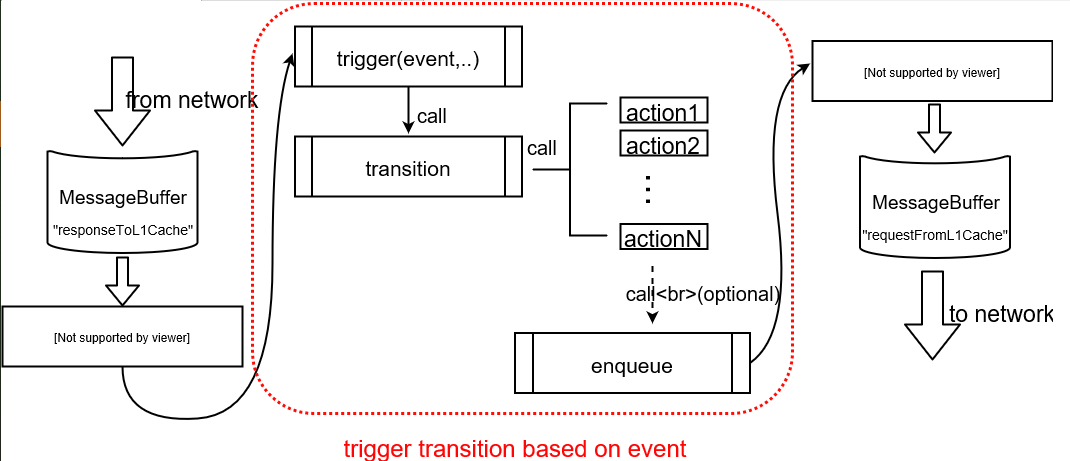 from network
MessageBuffer
"responseToL1Cache"
[Not supported by viewer]
trigger(event,..)
call
transition
call
action1
action2
actionN
call<br>(optional)
enqueue
[Not supported by viewer]
MessageBuffer
"requestFromL1Cache"
to network
trigger transition based on event